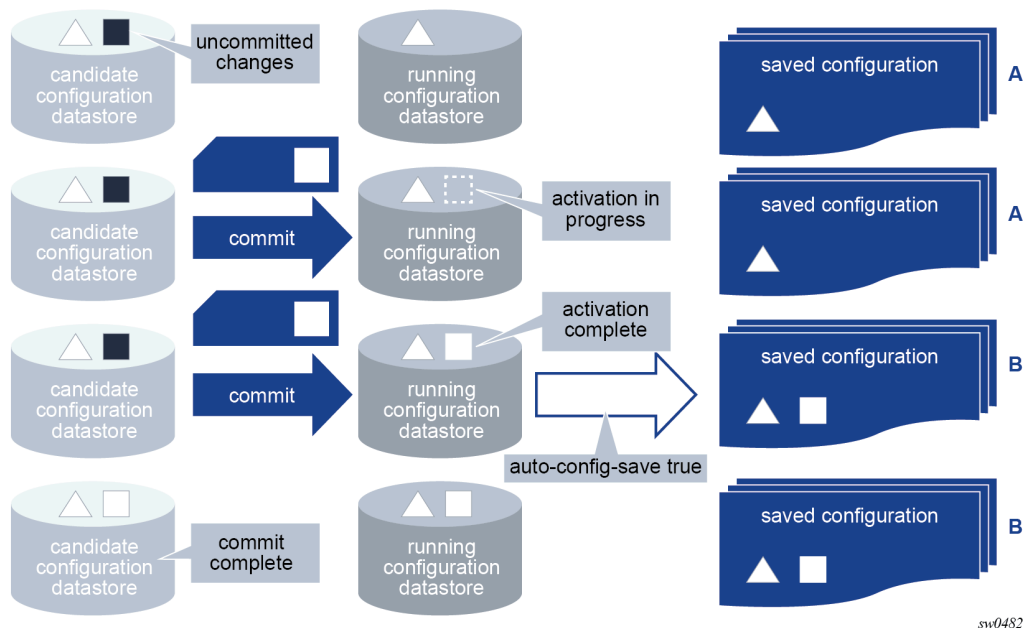 uncommitted
changes
candidate
configuration
datastore
running
configuration
datastore
saved configuration
A
candidate
configuration
datastore
commit
running
configuration
datastore
activation in
progress
saved configuration
A
candidate
configuration
datastore
commit
running
configuration
datastore
activation
complete
auto-config-save true
saved configuration
B
candidate
configuration
datastore
commit
complete
running
configuration
datastore
saved configuration
B
sw0482